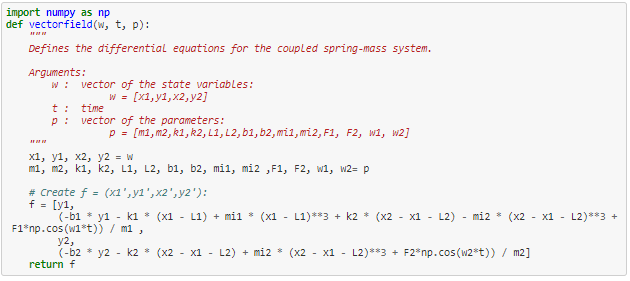 import numpy as np
def vectorfield(w, t, p):
    """
    Defines the differential equations for the coupled spring-mass system.

    Arguments:
        w :  vector of the state variables:
                  w = [x1,y1,x2,y2]
        t :  time
        p :  vector of the parameters:
                  p = [m1,m2,k1,k2,L1,L2,b1,b2,mi1,mi2,F1, F2, w1, w2]
    """
    x1, y1, x2, y2 = w
    m1, m2, k1, k2, L1, L2, b1, b2, mi1, mi2 ,F1, F2, w1, w2= p

    # Create f = (x1',y1',x2',y2'):
    f = [y1,
         (-b1 * y1 - k1 * (x1 - L1) + mi1 * (x1 - L1)**3 + k2 * (x2 - x1 - L2) - mi2 * (x2 - x1 - L2)**3 +
F1*np.cos(w1*t)) / m1 ,
         y2,
         (-b2 * y2 - k2 * (x2 - x1 - L2) + mi2 * (x2 - x1 - L2)**3 + F2*np.cos(w2*t)) / m2]
    return f